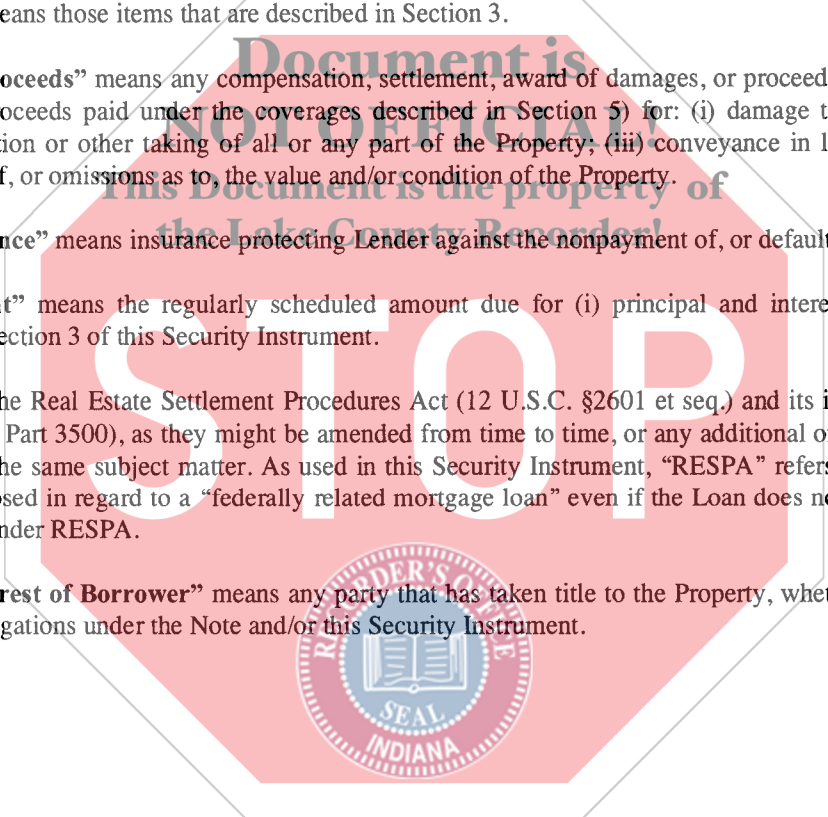 eans those items that are described in Section 3.
Document is
oceeds” means any compensation, settlement, award of damages, or proceed
oceeds paid under the coverages described in Section 5) for: (i) damage t
NOT OFFICIAL!
tion or other taking of all or any part of the Property; (iii) conveyance in l
f, or omissions as to, the value and/or condition of the Property.
This Document is the property of
the Lake County Recorder!
nce” means insurance protecting Lender against the nonpayment of, or default
t” means the regularly scheduled amount due for (i) principal and intere
ection 3 of this Security Instrument.
STOP
he Real Estate Settlement Procedures Act (12 U.S.C. §2601 et seq.) and its i
Part 3500), as they might be amended from time to time, or any additional o
he same subject matter. As used in this Security Instrument, “RESPA” refers
sed in regard to a “federally related mortgage loan” even if the Loan does n
nder RESPA.
rest of Borrower” means any party that has taken title to the Property, whet
gations under the Note and/or this Security Instrument.
RECORDER'S OFFICE
SEAL
INDIANA